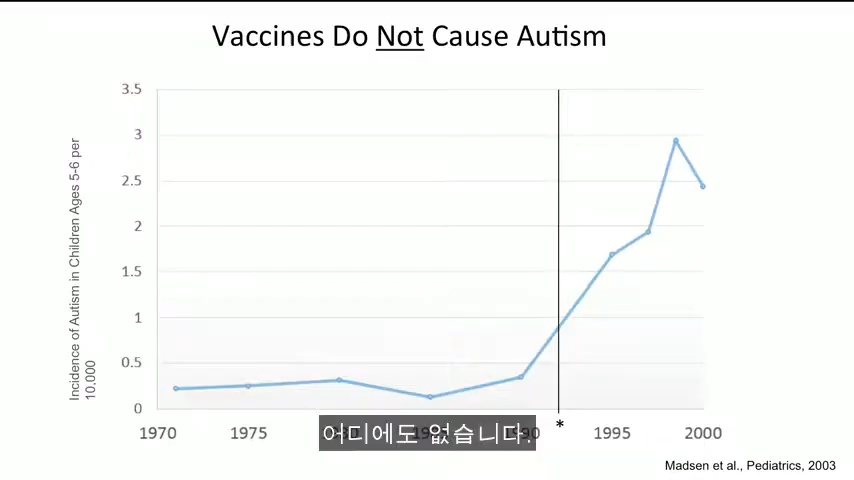 Vaccines Do Not Cause Autism
Incidence of Autism in Children Ages 5-6 per
10,000
3.5
3
2.5
2
1.5
1
0.5
0
1970 1975 1990 * 1995 2000
어디에도 없습니다.
Madsen et al., Pediatrics, 2003